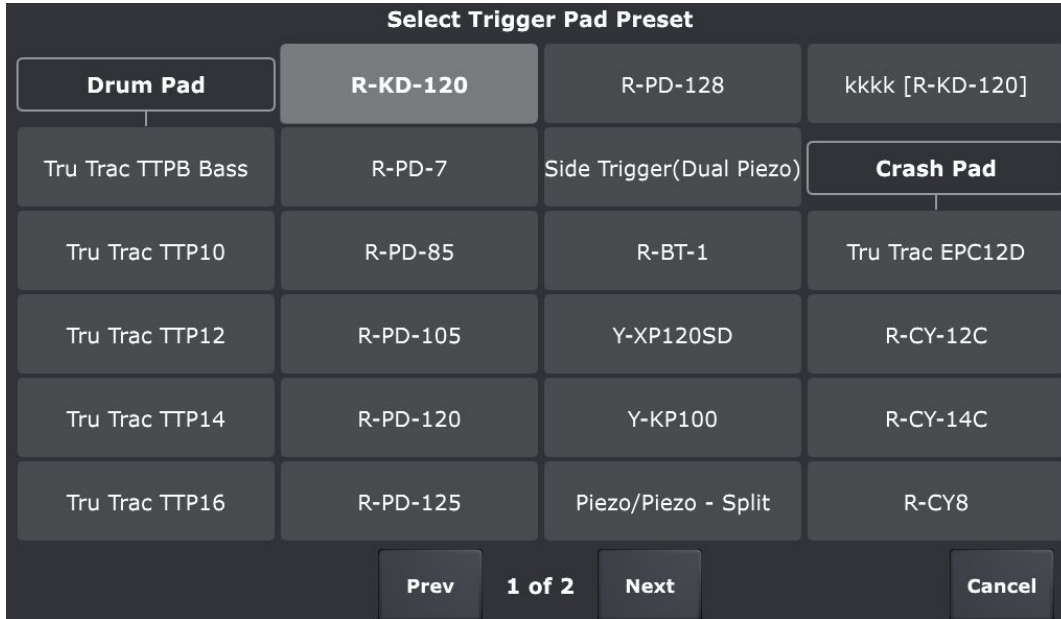 Select Trigger Pad Preset
Drum Pad
R-KD-120
R-PD-128
kkkk [R-KD-120]
Tru Trac TTPB Bass
R-PD-7
Side Trigger(Dual Piezo)
Crash Pad
Tru Trac TTP10
R-PD-85
R-BT-1
Tru Trac EPC12D
Tru Trac TTP12
R-PD-105
Y-XP120SD
R-CY-12C
Tru Trac TTP14
R-PD-120
Y-KP100
R-CY-14C
Tru Trac TTP16
R-PD-125
Piezo/Piezo - Split
R-CY8
Prev
1 of 2
Next
Cancel